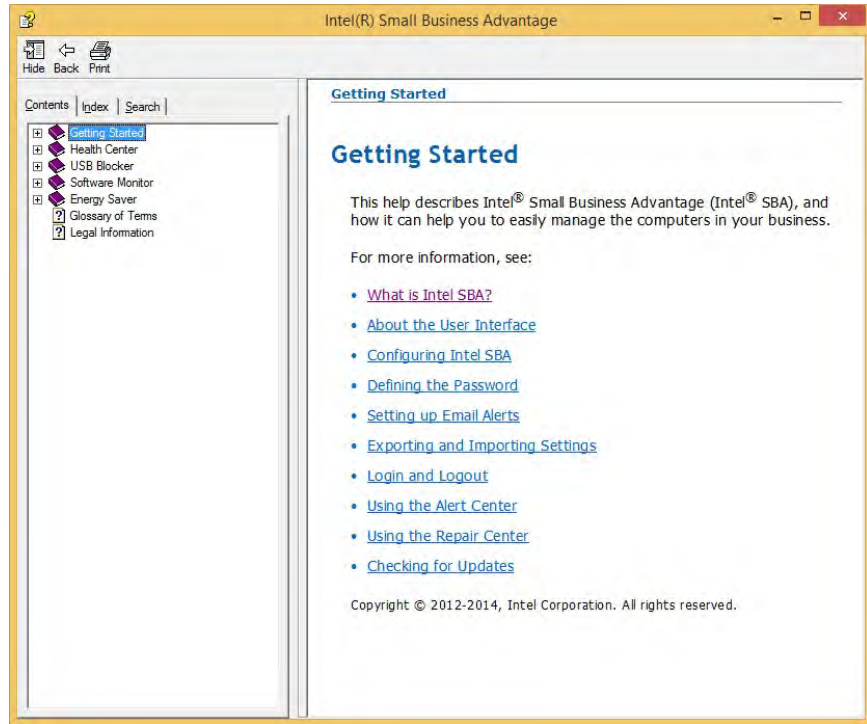 Intel(R) Small Business Advantage
Hide Back Print
Contents Index Search
Getting Started
Health Center
USB Blocker
Software Monitor
Energy Saver
Glossary of Terms
Legal Information
Getting Started
Getting Started
This help describes Intel® Small Business Advantage (Intel® SBA), and
how it can help you to easily manage the computers in your business.
For more information, see:
• What is Intel SBA?
• About the User Interface
• Configuring Intel SBA
• Defining the Password
• Setting up Email Alerts
• Exporting and Importing Settings
• Login and Logout
• Using the Alert Center
• Using the Repair Center
• Checking for Updates
Copyright © 2012-2014, Intel Corporation. All rights reserved.